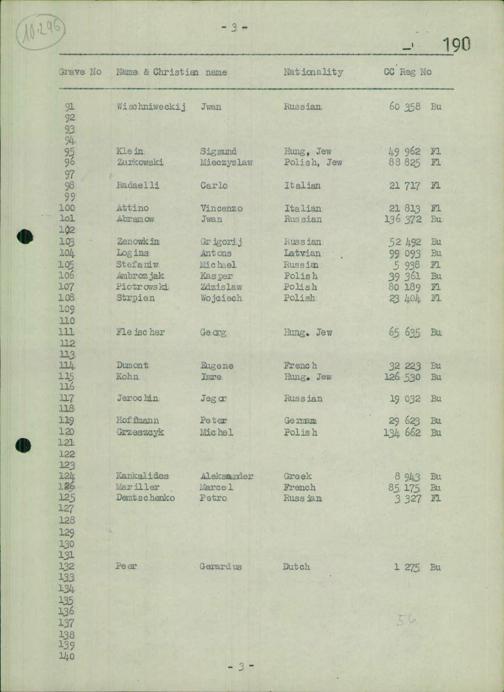 10.296
- 3 -
190
Grave No Name & Christian name Nationality CC Reg No
91 Wischniweckij Jwan Russian 60 358 Bu
92
93
94
95 Klein Sigmund Hung, Jew 49 962 Fl
96 Zurkowski Mieczyslaw Polish, Jew 88 825 Fl
97
98 Radaelli Carlo Italian 21 717 Fl
99
100 Attino Vincenzo Italian 21 813 Fl
101 Abramow Jwan Russian 136 372 Bu
102
103 Zenowkin Grigorij Russian 52 492 Bu
104 Logins Antons Latvian 99 093 Bu
105 Stefaniw Michael Russian 5 938 Fl
106 Ambrozjak Kasper Polish 39 361 Bu
107 Piotrowski Zdzislaw Polish 80 189 Fl
108 Strpien Wojciech Polish 23 404 Fl
109
110
111 Fleischer Georg Hung. Jew 65 635 Bu
112
113
114 Dumont Eugene French 32 223 Bu
115 Kohn Imre Hung. Jew 126 530 Bu
116
117 Jerochin Jegor Russian 19 032 Bu
118
119 Hoffmann Peter German 29 623 Bu
120 Grzeszcyk Michel Polish 134 662 Bu
121
122
123
124 Kankalides Aleksander Greek 8 943 Bu
126 Mariller Marcel French 85 175 Bu
125 Demtschenko Petro Russian 3 327 Fl
127
128
129
130
131
132 Peer Gerardus Dutch 1 275 Bu
133
134
135
136
137
138
139
140
- 3 -